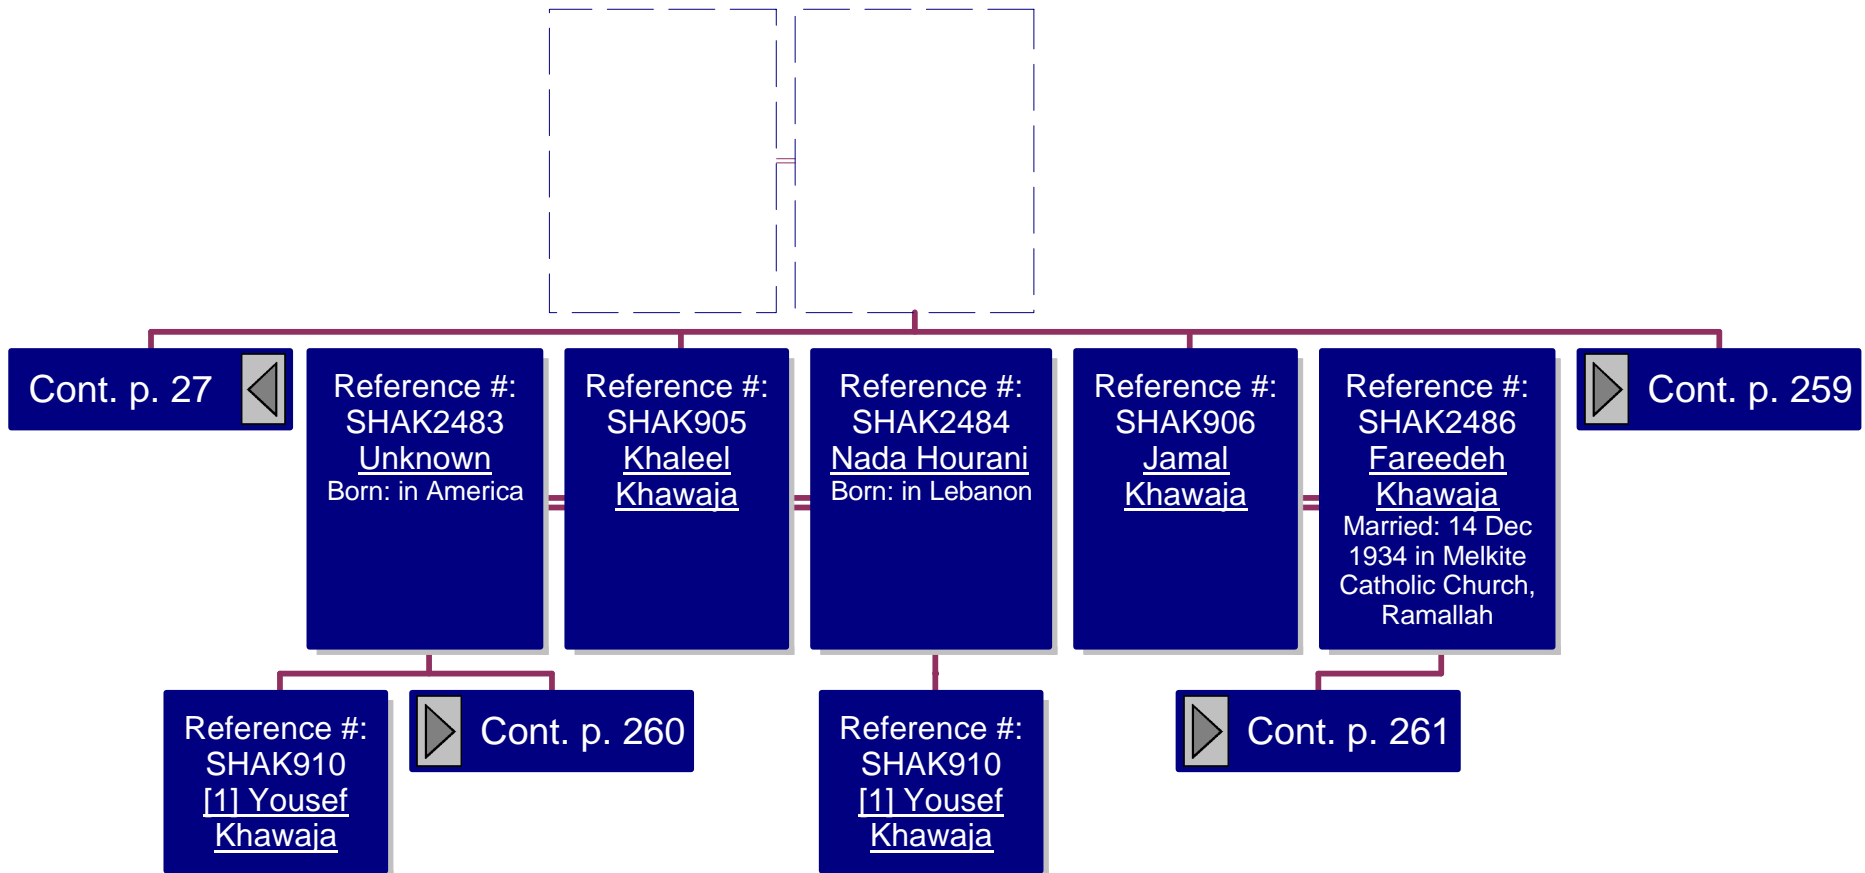 Cont. p. 27
Reference #:
SHAK2483
Unknown
Born: in America
Reference #:
SHAK905
Khaleel
Khawaja
Reference #:
SHAK2484
Nada Hourani
Born: in Lebanon
Reference #:
SHAK906
Jamal
Khawaja
Reference #:
SHAK2486
Fareedeh
Khawaja
Married: 14 Dec
1934 in Melkite
Catholic Church,
Ramallah
Cont. p. 259
Reference #:
SHAK910
[1] Yousef
Khawaja
Cont. p. 260
Reference #:
SHAK910
[1] Yousef
Khawaja
Cont. p. 261